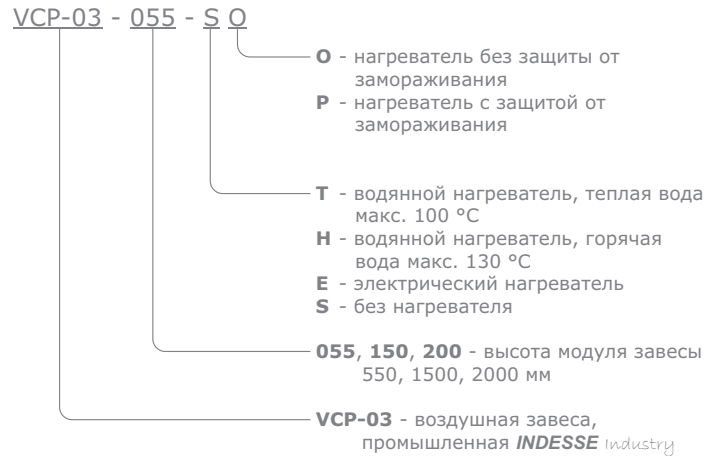 VCP-03 - 055 - S O
O - нагреватель без защиты от
замораживания
P - нагреватель с защитой от
замораживания
T - водянной нагреватель, теплая вода
макс. 100 °C
H - водянной нагреватель, горячая
вода макс. 130 °C
E - электрический нагреватель
S - без нагревателя
055, 150, 200 - высота модуля завесы
550, 1500, 2000 мм
VCP-03 - воздушная завеса,
промышленная INDESSE Industry